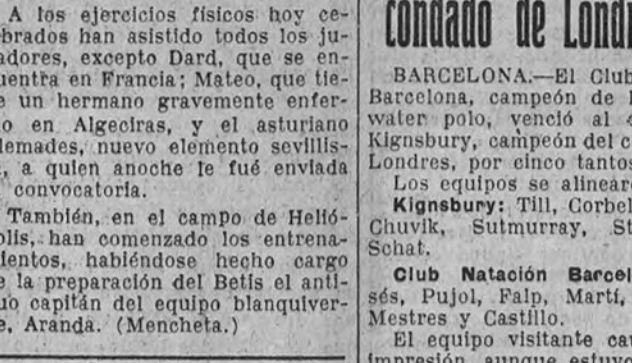 A los ejercicios físicos hoy ce-
ebrados han asistido todos los ju-
adores, excepto Dard, que se en-
uentra en Francia; Mateo, que tie-
e un hermano gravemente enfer-
o en Algeciras, y el asturiano
lemades, nuevo elemento sevillis-
, a quien anoche le fué enviada
convocatoria.
También, en el campo de Helió-
olis, han comenzado los entrena-
ientos, habiéndose hecho cargo
e la preparación del Betis el anti-
uo capitán del equipo blanquiver-
e, Aranda. (Mencheta.)
condado de Londr
BARCELONA.—El Club
Barcelona, campeón de
water polo, venció al
Kignsbury, campeón del c
Londres, por cinco tantos
Los equipos se alinearo
Kignsbury: Till, Corbel
Chuvik, Sutmurray, St
Schat.
Club Natación Barcel
sés, Pujol, Falp, Martí,
Mestres y Castillo.
El equipo visitante ca
impresión, aunque estuvo